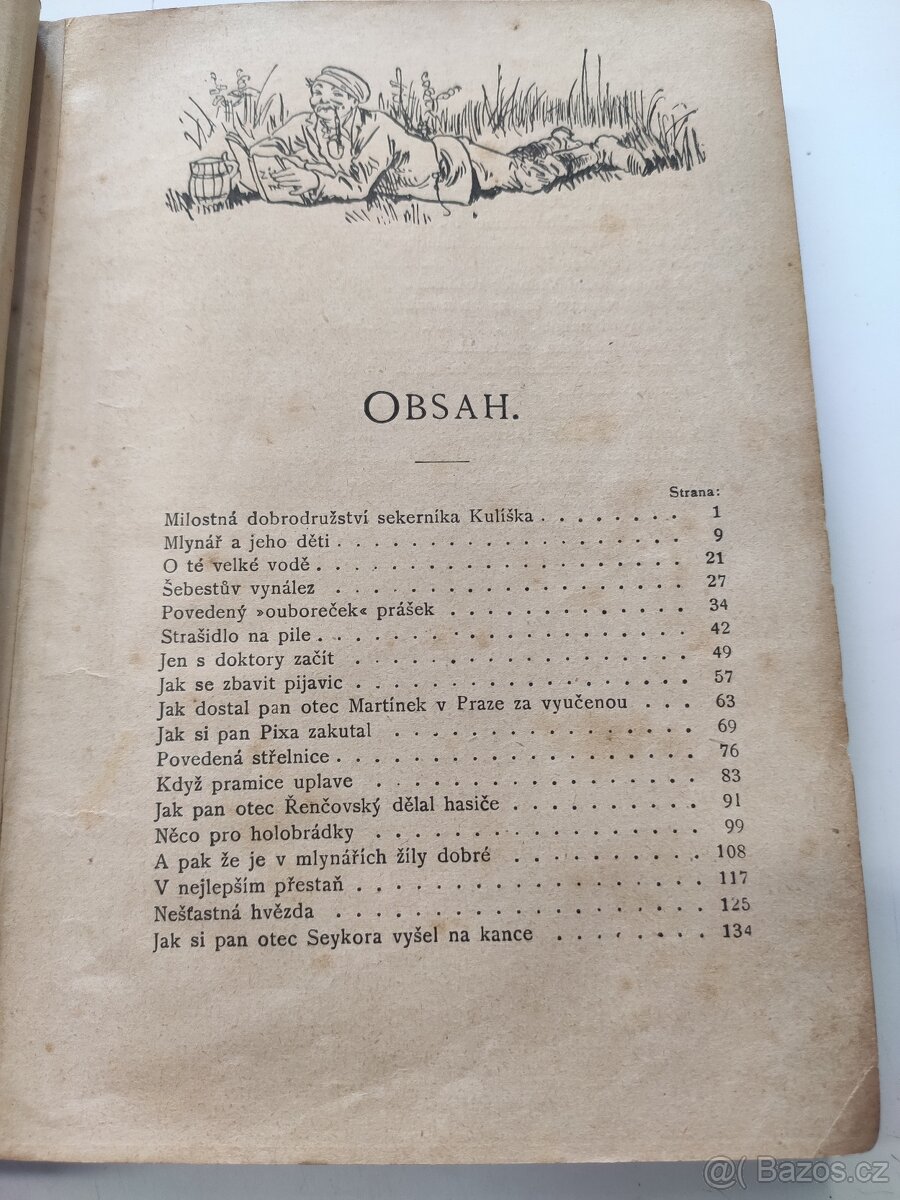 OBSAH.
Strana:
Milostná dobrodružství sekerníka Kulíška . . . . . . . . 1
Mlynář a jeho děti . . . . . . . . . . . . . . . . . 9
O té velké vodě . . . . . . . . . . . . . . . . . . 21
Šebestův vynález . . . . . . . . . . . . . . . . . 27
Povedený »ouboreček« prášek . . . . . . . . . . . . 34
Strašidlo na pile . . . . . . . . . . . . . . . . . . 42
Jen s doktory začít . . . . . . . . . . . . . . . . 49
Jak se zbavit pijavic . . . . . . . . . . . . . . . . 57
Jak dostal pan otec Martínek v Praze za vyučenou . . . 63
Jak si pan Pixa zakutal . . . . . . . . . . . . . . 69
Povedená střelnice . . . . . . . . . . . . . . . . . 76
Když pramice uplave . . . . . . . . . . . . . . . 83
Jak pan otec Řenčovský dělal hasiče . . . . . . . . . 91
Něco pro holobrádky . . . . . . . . . . . . . . . 99
A pak že je v mlynářích žíly dobré . . . . . . . . . 108
V nejlepším přestaň . . . . . . . . . . . . . . . . 117
Nešťastná hvězda . . . . . . . . . . . . . . . . . 125
Jak si pan otec Seykora vyšel na kance . . . . . . . . 134
@( Bazos.cz